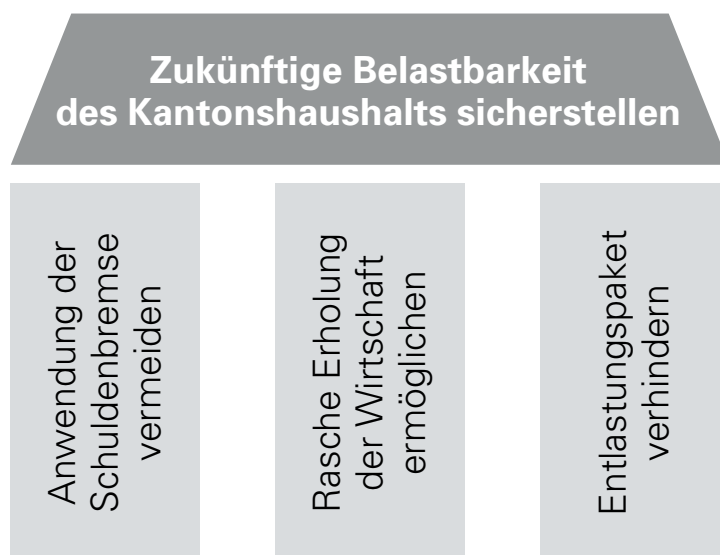 Zukünftige Belastbarkeit
des Kantonshaushalts sicherstellen
Anwendung der
Schuldenbremse
vermeiden
Rasche Erholung
der Wirtschaft
ermöglichen
Entlastungspaket
verhindern